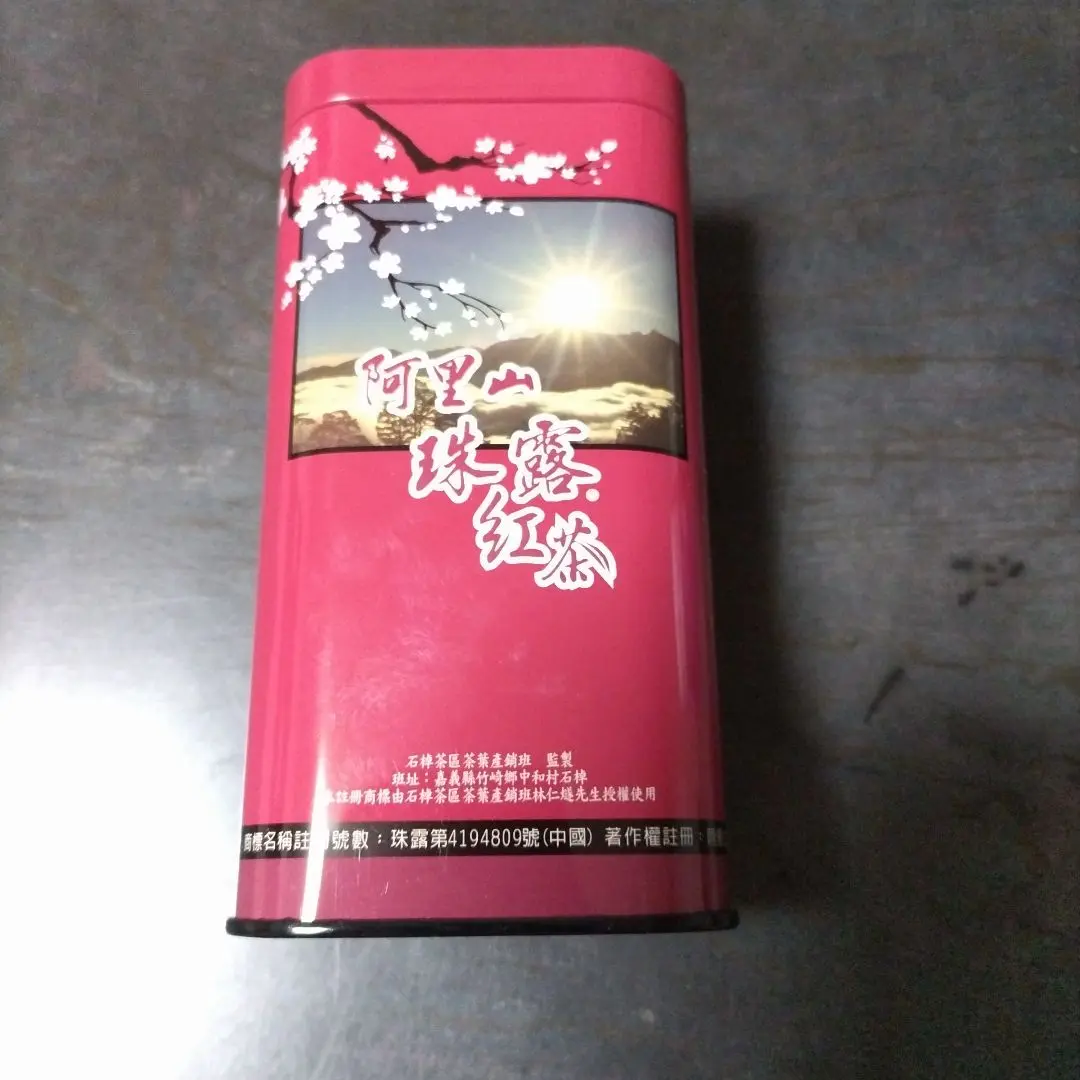 阿里山
珠露
紅茶
石棹茶區茶葉產銷班 監製
班址：嘉義縣竹崎鄉中和村石棹
註冊商標由石棹茶區茶葉產銷班林仁燧先生授權使用
商標名稱註 號數：珠露第4194809號(中國) 著作權註冊：